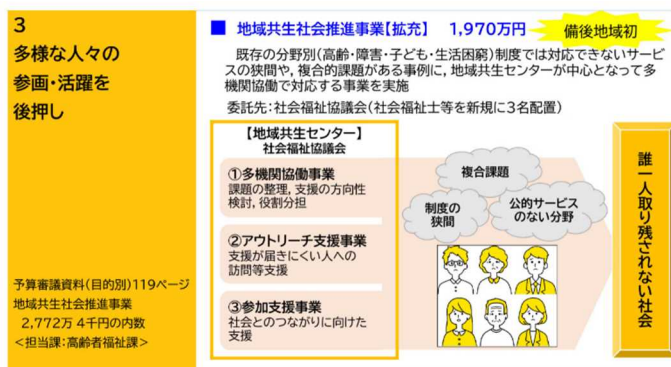 3
多様な人々の
参画・活躍を
後押し
予算審議資料(目的別)119ページ
地域共生社会推進事業
2,772万4千円の内数
<担当課:高齢者福祉課>
■ 地域共生社会推進事業【拡充】 1,970万円
備後地域初
既存の分野別(高齢・障害・子ども・生活困窮)制度では対応できないサービ
スの狭間や,複合的課題がある事例に,地域共生センターが中心となって多
機関協働で対応する事業を実施
委託先:社会福祉協議会(社会福祉士等を新規に3名配置)
【地域共生センター】
社会福祉協議会
①多機関協働事業
課題の整理,支援の方向性
検討,役割分担
②アウトリーチ支援事業
支援が届きにくい人への
訪問等支援
③参加支援事業
社会とのつながりに向けた
支援
複合課題
制度の
狭間
公的サービス
のない分野
誰一人取り残されない社会